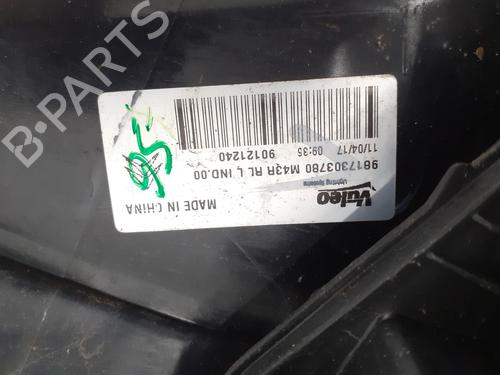 B-PARTS
Valeo
Lighting Systems
9817303780 M43R RL L IND.00
MADE IN CHINA
90121240
11/04/17 09:35